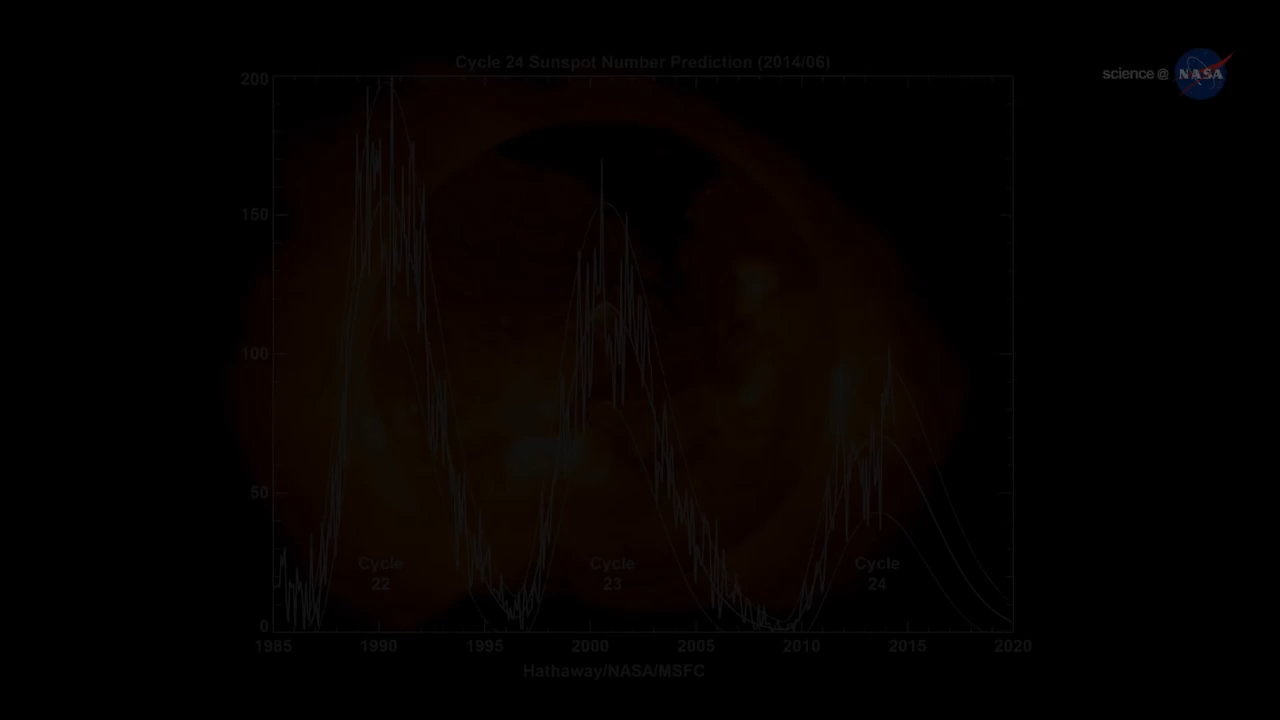 Cycle 24 Sunspot Number Prediction (2014/06)
science@ NASA
200
150
100
50
0
Cycle
22
Cycle
23
Cycle
24
1985 1990 1995 2000 2005 2010 2015 2020
Hathaway/NASA/MSFC